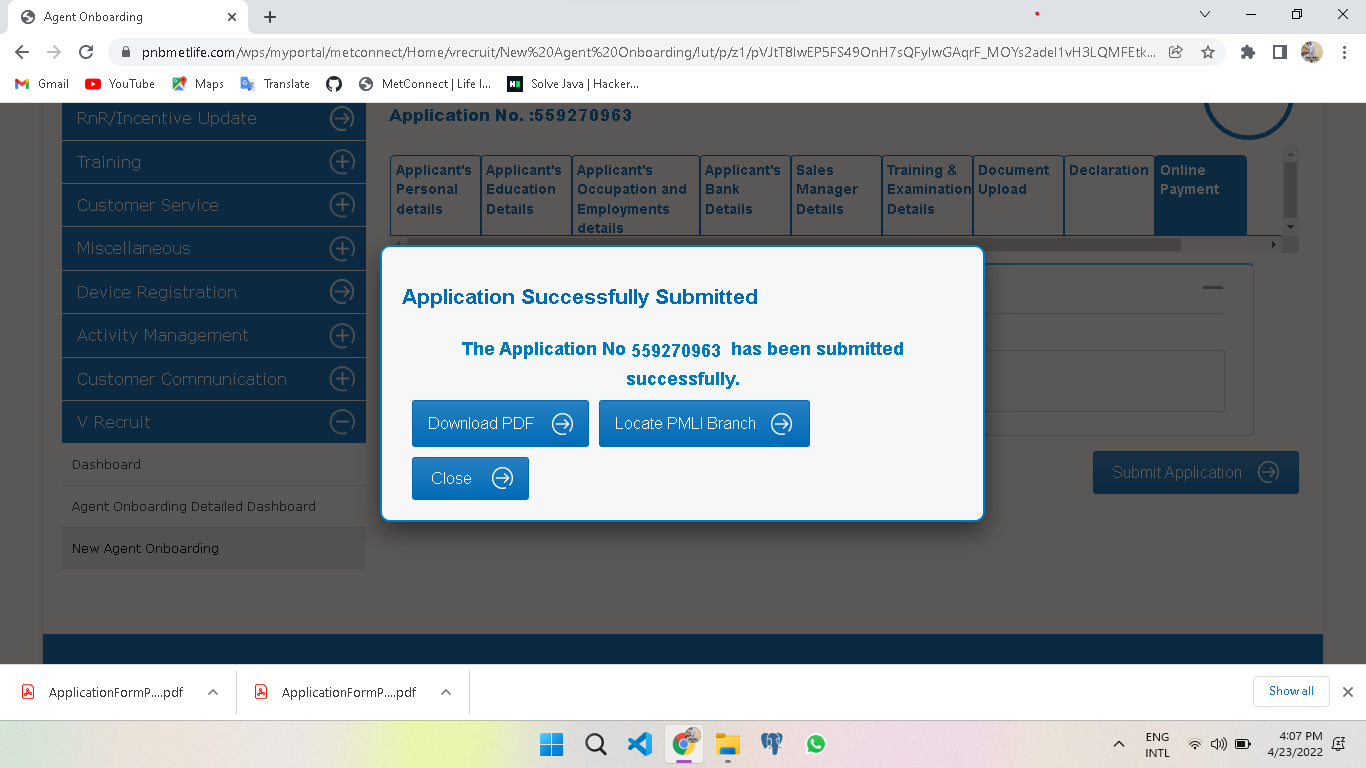 Agent Onboarding
pnbmetlife.com/wps/myportal/metconnect/Home/vrecruit/New%20Agent%20Onboarding/!ut/p/z1/
Gmail
YouTube
Maps
Translate
MetConnect | Life I...
Solve Java | Hacker...
RnR/Incentive Update
Training
Customer Service
Miscellaneous
Device Registration
Activity Management
Customer Communication
V Recruit
Dashboard
Agent Onboarding Detailed Dashboard
New Agent Onboarding
Application No. :559270963
Applicant's
Personal
details
Applicant's
Education
Details
Applicant's
Occupation and
Employments
details
Applicant's
Bank
Details
Sales
Manager
Details
Training &
Examination
Details
Document
Upload
Declaration
Online
Payment
Application Successfully Submitted
The Application No 559270963 has been submitted
successfully.
Download PDF
Locate PMLI Branch
Close
Submit Application
ApplicationFormP....pdf
ApplicationFormP....pdf
Show all
ENG
INTL
4:07 PM
4/23/2022